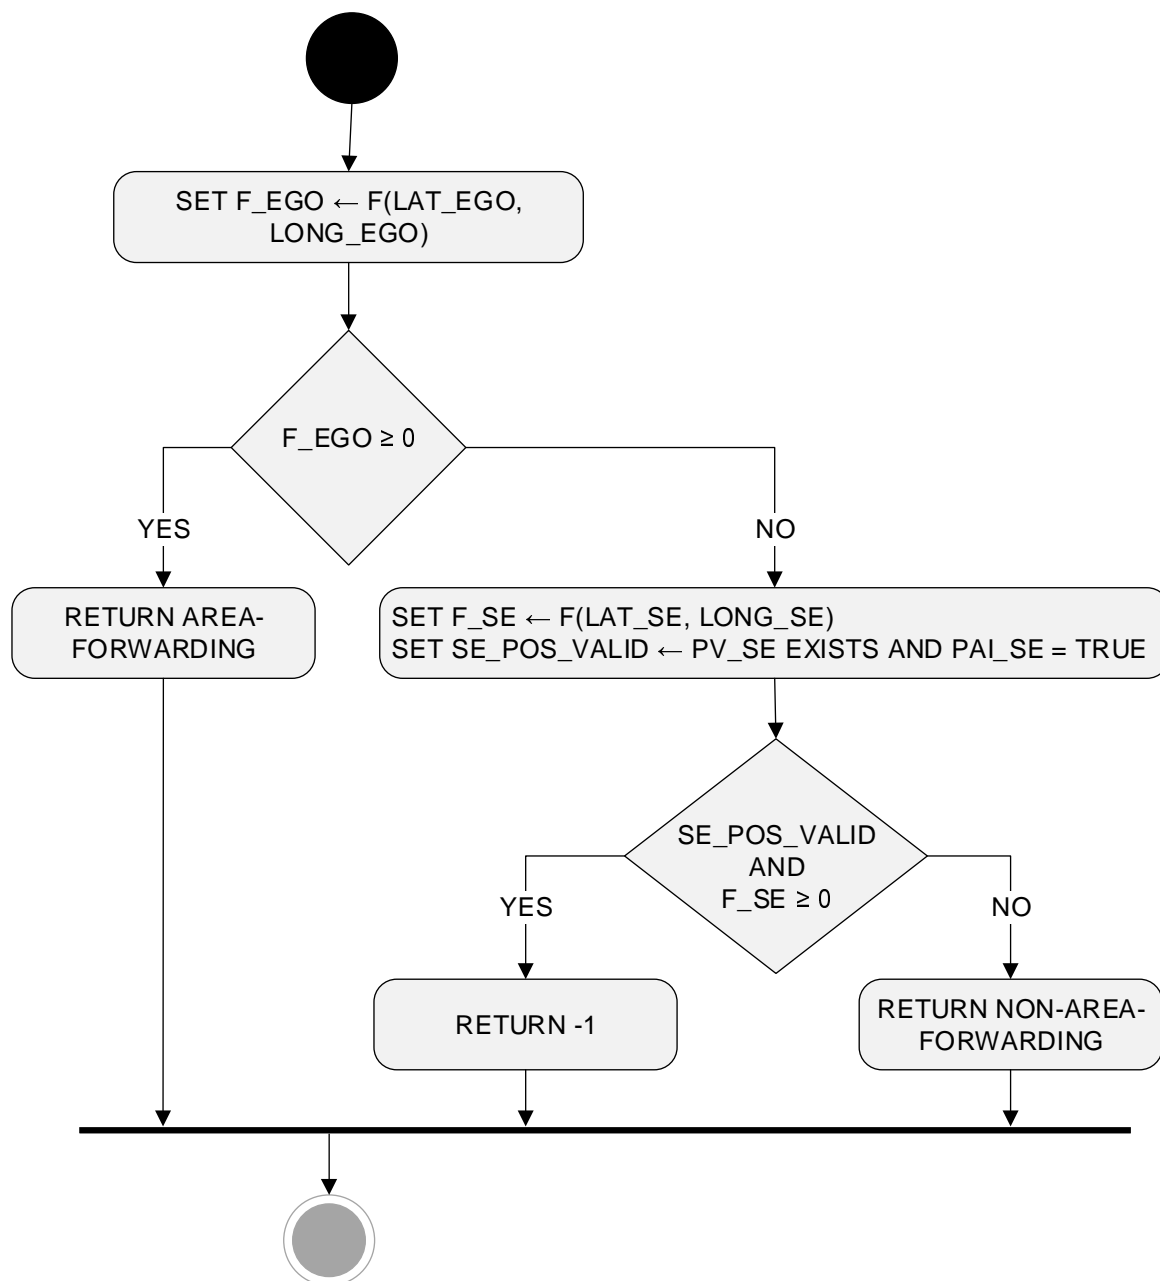 SET F_EGO ← F(LAT_EGO,
LONG_EGO)
F_EGO ≥ 0
YES
NO
RETURN AREA-
FORWARDING
SET F_SE ← F(LAT_SE, LONG_SE)
SET SE_POS_VALID ← PV_SE EXISTS AND PAI_SE = TRUE
SE_POS_VALID
AND
F_SE ≥ 0
YES
NO
RETURN -1
RETURN NON-AREA-
FORWARDING